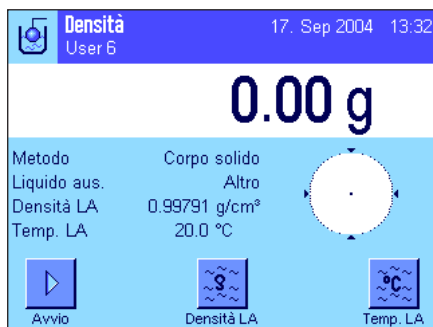 Densità
17. Sep 2004 13:32
User 6
0.00 g
Metodo Corpo solido
Liquido aus. Altro
Densità LA 0.99791 g/cm³
Temp. LA 20.0 °C
°C
Avvio Densità LA Temp. LA